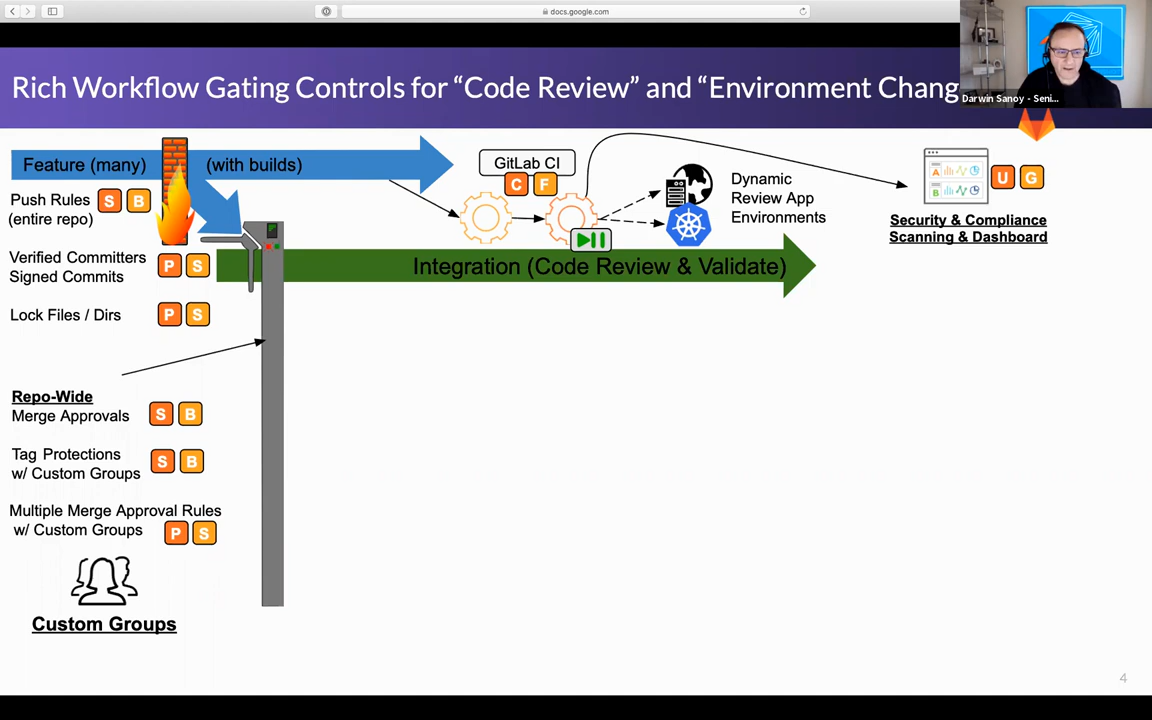 docs.google.com
Rich Workflow Gating Controls for “Code Review” and “Environment Chang
Darwin Sanoy - Seni...
Feature (many)
(with builds)
Push Rules
(entire repo)
S B
Verified Committers
Signed Commits
P S
Lock Files / Dirs
P S
Repo-Wide
Merge Approvals
S B
Tag Protections
w/ Custom Groups
S B
Multiple Merge Approval Rules
w/ Custom Groups
P S
Custom Groups
GitLab CI
C F
Dynamic
Review App
Environments
Integration (Code Review & Validate)
A
B
U G
Security & Compliance
Scanning & Dashboard
4